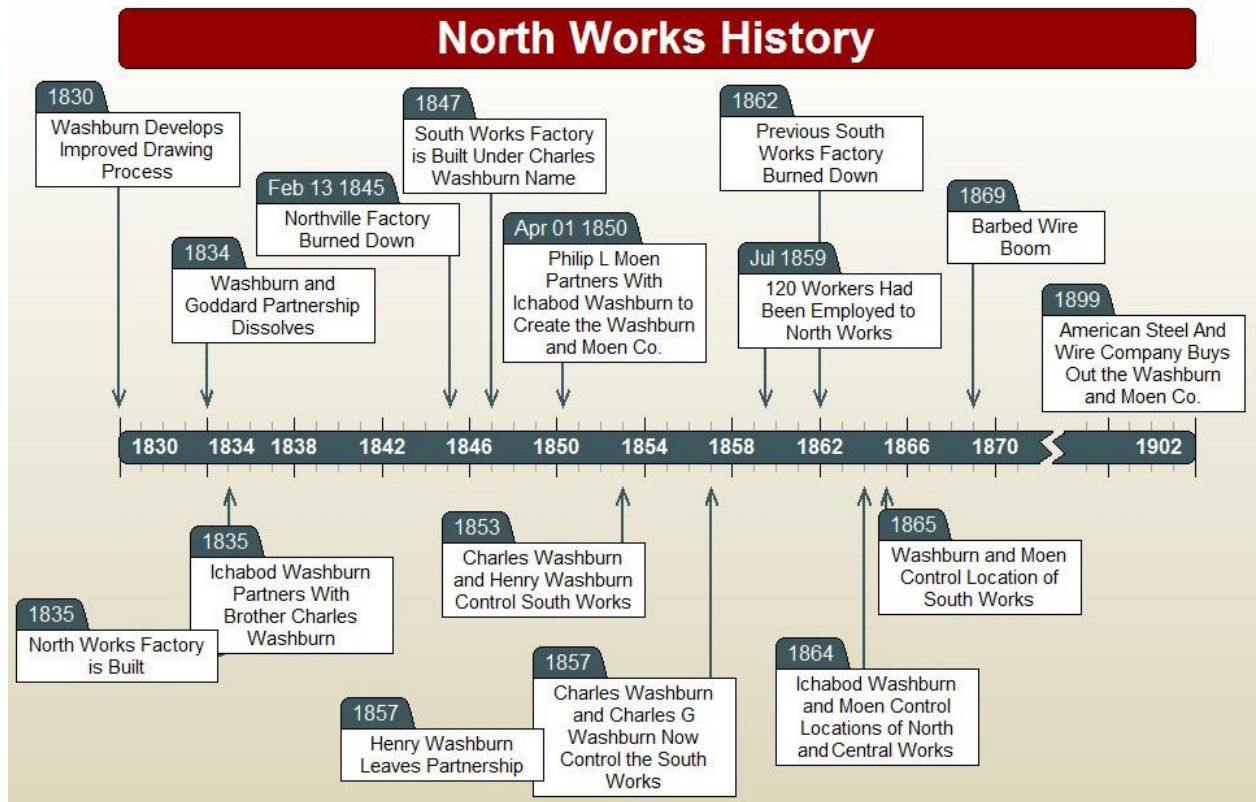 North Works History
1830
Washburn Develops
Improved Drawing
Process
1834
Washburn and
Goddard Partnership
Dissolves
Feb 13 1845
Northville Factory
Burned Down
1847
South Works Factory
is Built Under Charles
Washburn Name
Apr 01 1850
Philip L Moen
Partners With
Ichabod Washburn to
Create the Washburn
and Moen Co.
1862
Previous South
Works Factory
Burned Down
Jul 1859
120 Workers Had
Been Employed to
North Works
1869
Barbed Wire
Boom
1899
American Steel And
Wire Company Buys
Out the Washburn
and Moen Co.
1830 1834 1838 1842 1846 1850 1854 1858 1862 1866 1870 1902
1835
Ichabod Washburn
Partners With
Brother Charles
Washburn
1835
North Works Factory
is Built
1853
Charles Washburn
and Henry Washburn
Control South Works
1857
Henry Washburn
Leaves Partnership
1857
Charles Washburn
and Charles G
Washburn Now
Control the South
Works
1865
Washburn and Moen
Control Location of
South Works
1864
Ichabod Washburn
and Moen Control
Locations of North
and Central Works